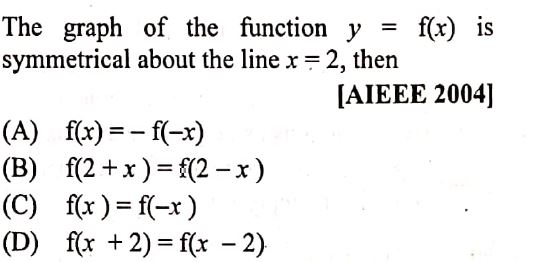 The graph of the function y = f(x) is
symmetrical about the line x = 2, then
[AIEEE 2004]
(A) f(x) = – f(–x)
(B) f(2 + x ) = f(2 – x )
(C) f(x ) = f(–x )
(D) f(x + 2) = f(x – 2)